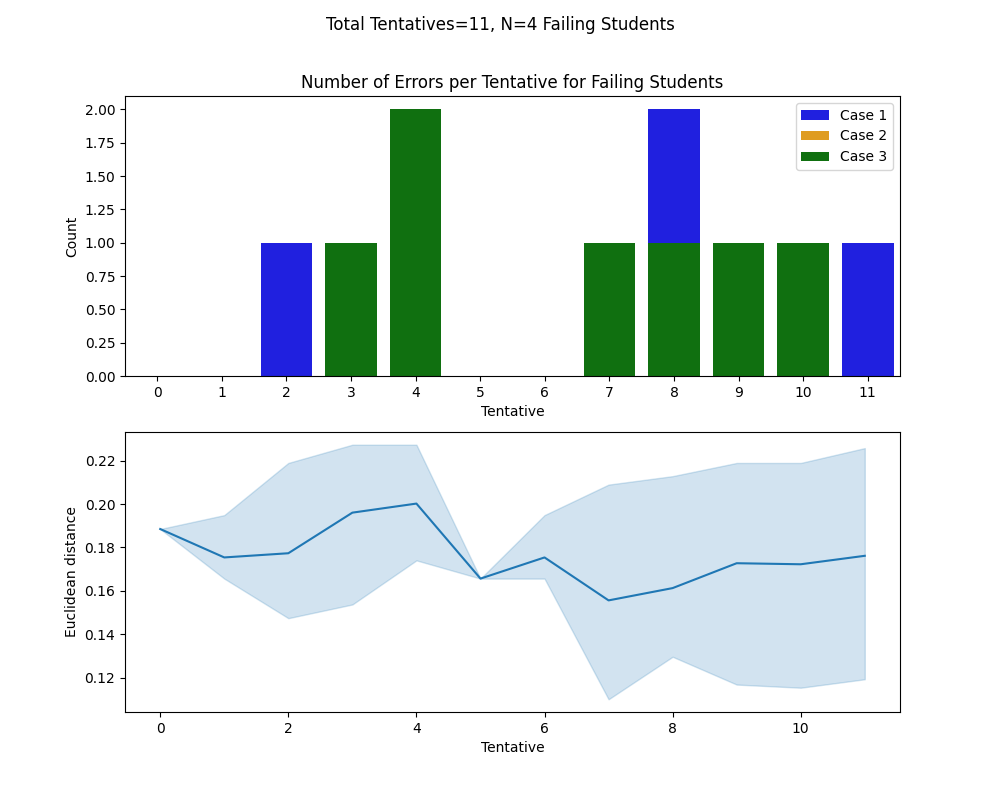 Total Tentatives=11, N=4 Failing Students
Number of Errors per Tentative for Failing Students
2.00
1.75
1.50
1.25
1.00
0.75
0.50
0.25
0.00
Count
Case 1
Case 2
Case 3
0 1 2 3 4 5 6 7 8 9 10 11
Tentative
0.22
0.20
0.18
0.16
0.14
0.12
Euclidean distance
0 2 4 6 8 10
Tentative